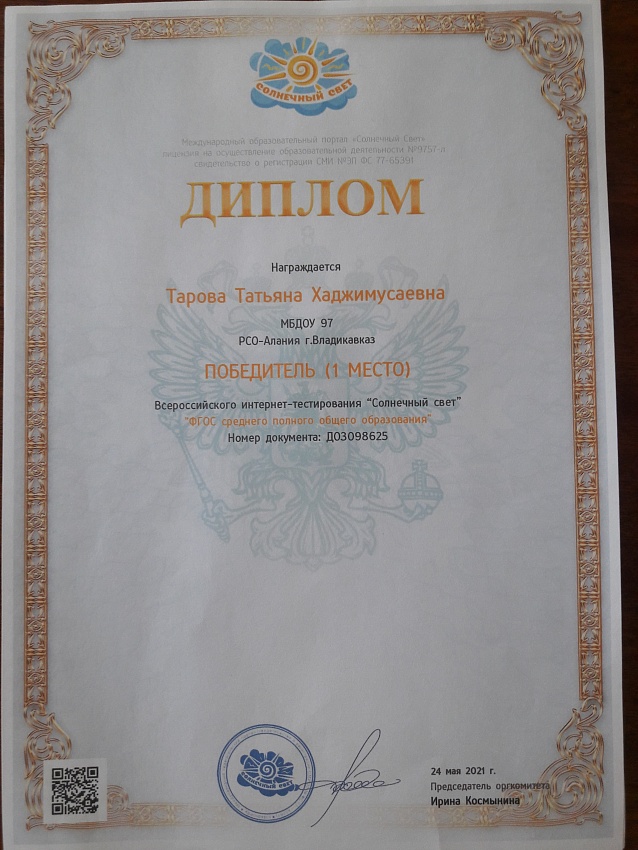 СОЛНЕЧНЫЙ СВЕТ
Международный образовательный портал «Солнечный Свет»
лицензия на осуществление образовательной деятельности №9757-л
свидетельство о регистрации СМИ №ЭЛ ФС 77-65391
ДИПЛОМ
Награждается
Тарова Татьяна Хаджимусаевна
МБДОУ 97
РСО-Алания г.Владикавказ
ПОБЕДИТЕЛЬ (1 МЕСТО)
Всероссийского интернет-тестирования “Солнечный свет”
"ФГОС среднего полного общего образования"
Номер документа: ДО3098625
СОЛНЕЧНЫЙ СВЕТ
24 мая 2021 г.
Председатель оргкомитета
Ирина Космынина